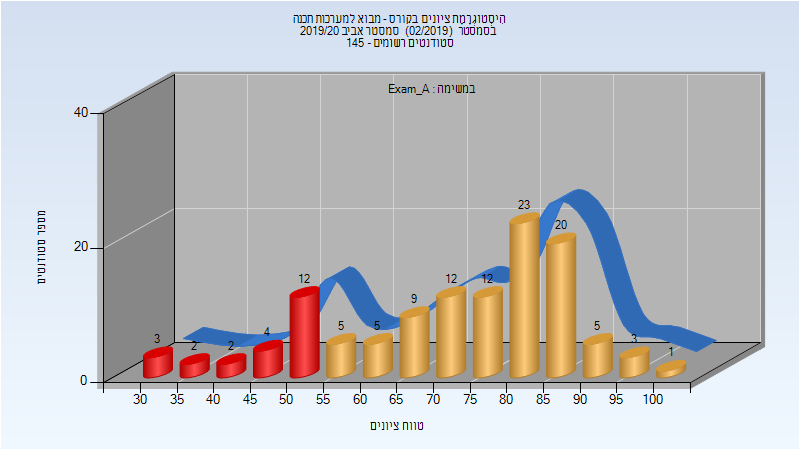 היסטוגרמת ציונים בקורס - מבוא למערכות תכנה
בסמסטר (02/2019) סמסטר אביב 2019/20
סטודנטים רשומים - 145
במשימה : Exam_A
מספר סטודנטים
40
20
0
3
2
2
4
12
5
5
9
12
12
23
20
5
3
1
30 35 40 45 50 55 60 65 70 75 80 85 90 95 100
טווח ציונים